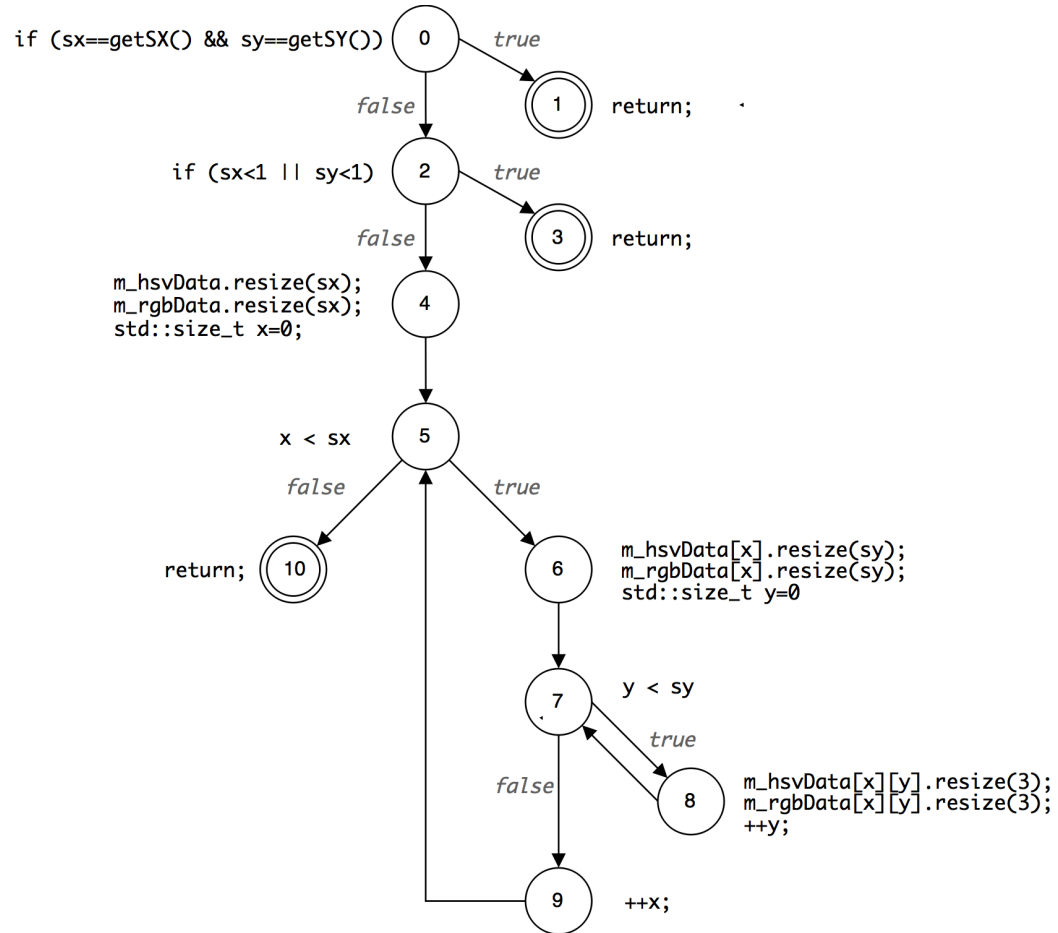 if (sx==getSX() && sy==getSY())
0
true
false
1
return;
if (sx<1 || sy<1)
2
true
false
3
return;
m_hsvData.resize(sx);
m_rgbData.resize(sx);
std::size_t x=0;
4
x < sx
5
false
true
return;
10
6
m_hsvData[x].resize(sy);
m_rgbData[x].resize(sy);
std::size_t y=0
7
y < sy
true
false
8
m_hsvData[x][y].resize(3);
m_rgbData[x][y].resize(3);
++y;
9
++x;